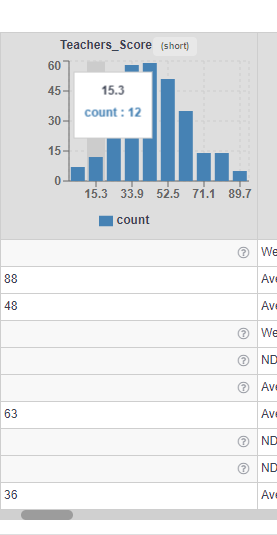 Teachers_Score (short)
60
15.3
45
count : 12
30
15
0
15.3 33.9 52.5 71.1 89.7
count
? We
88 Ave
48 Ave
? We
? ND
? Ave
63 Ave
? ND
? ND
36 Ave